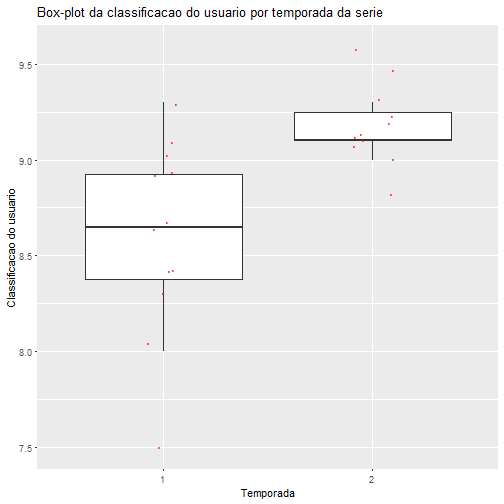 Box-plot da classificacao do usuario por temporada da serie
Classificacao do usuario
9.5
9.0
8.5
8.0
7.5
1
2
Temporada